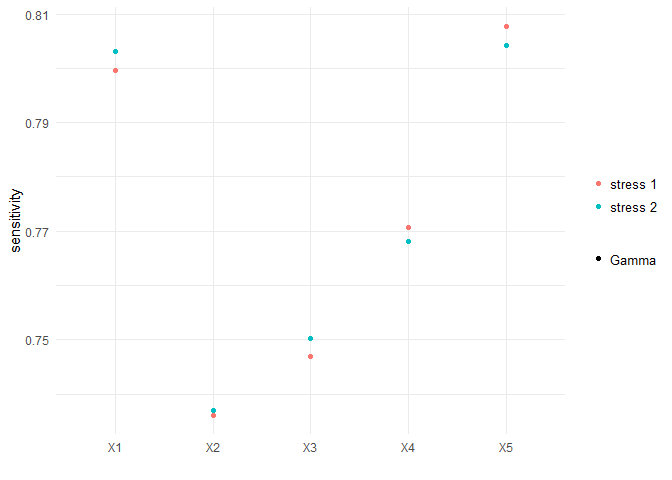 0.81
0.79
0.77
0.75
sensitivity
X1 X2 X3 X4 X5
stress 1
stress 2
Gamma